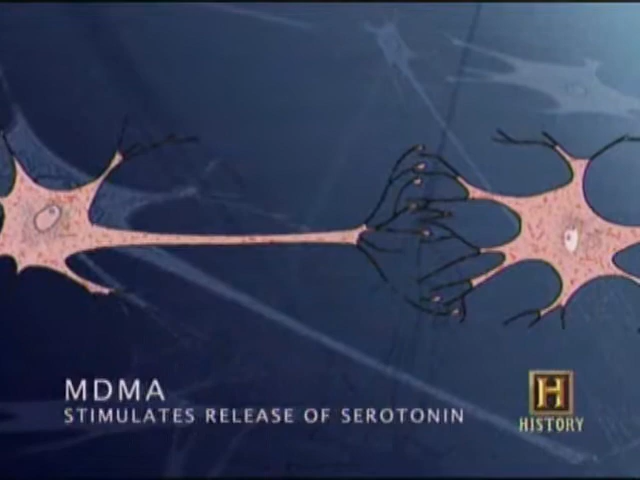 MDMA
STIMULATES RELEASE OF SEROTONIN
H
HISTORY